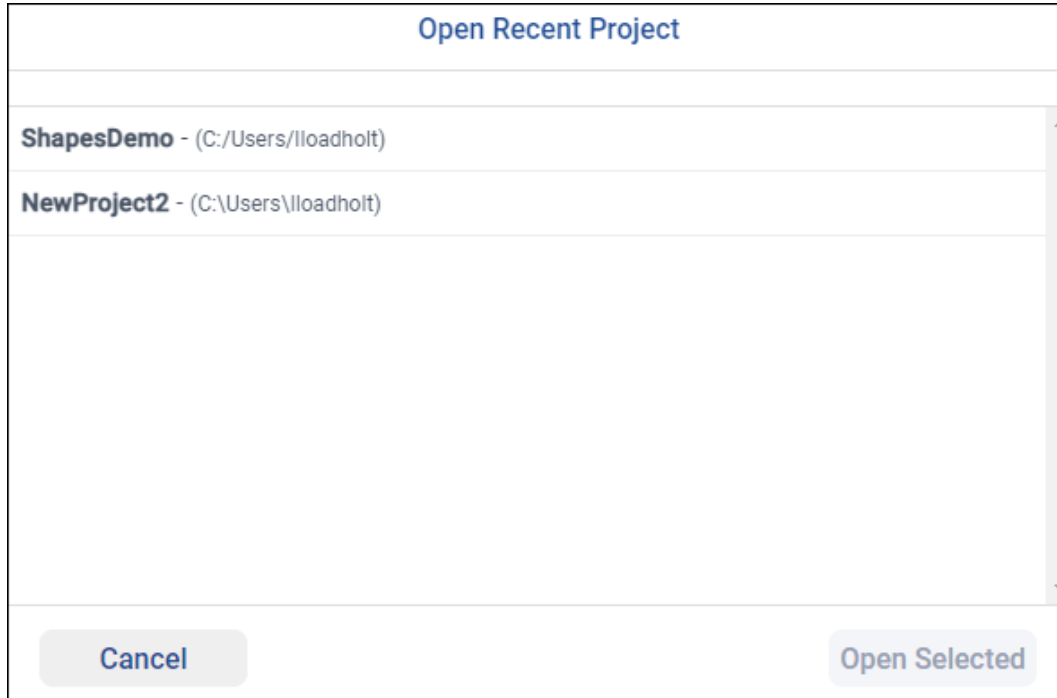 Open Recent Project
ShapesDemo - (C:/Users/lloadholt)
NewProject2 - (C:\Users\lloadholt)
Cancel
Open Selected